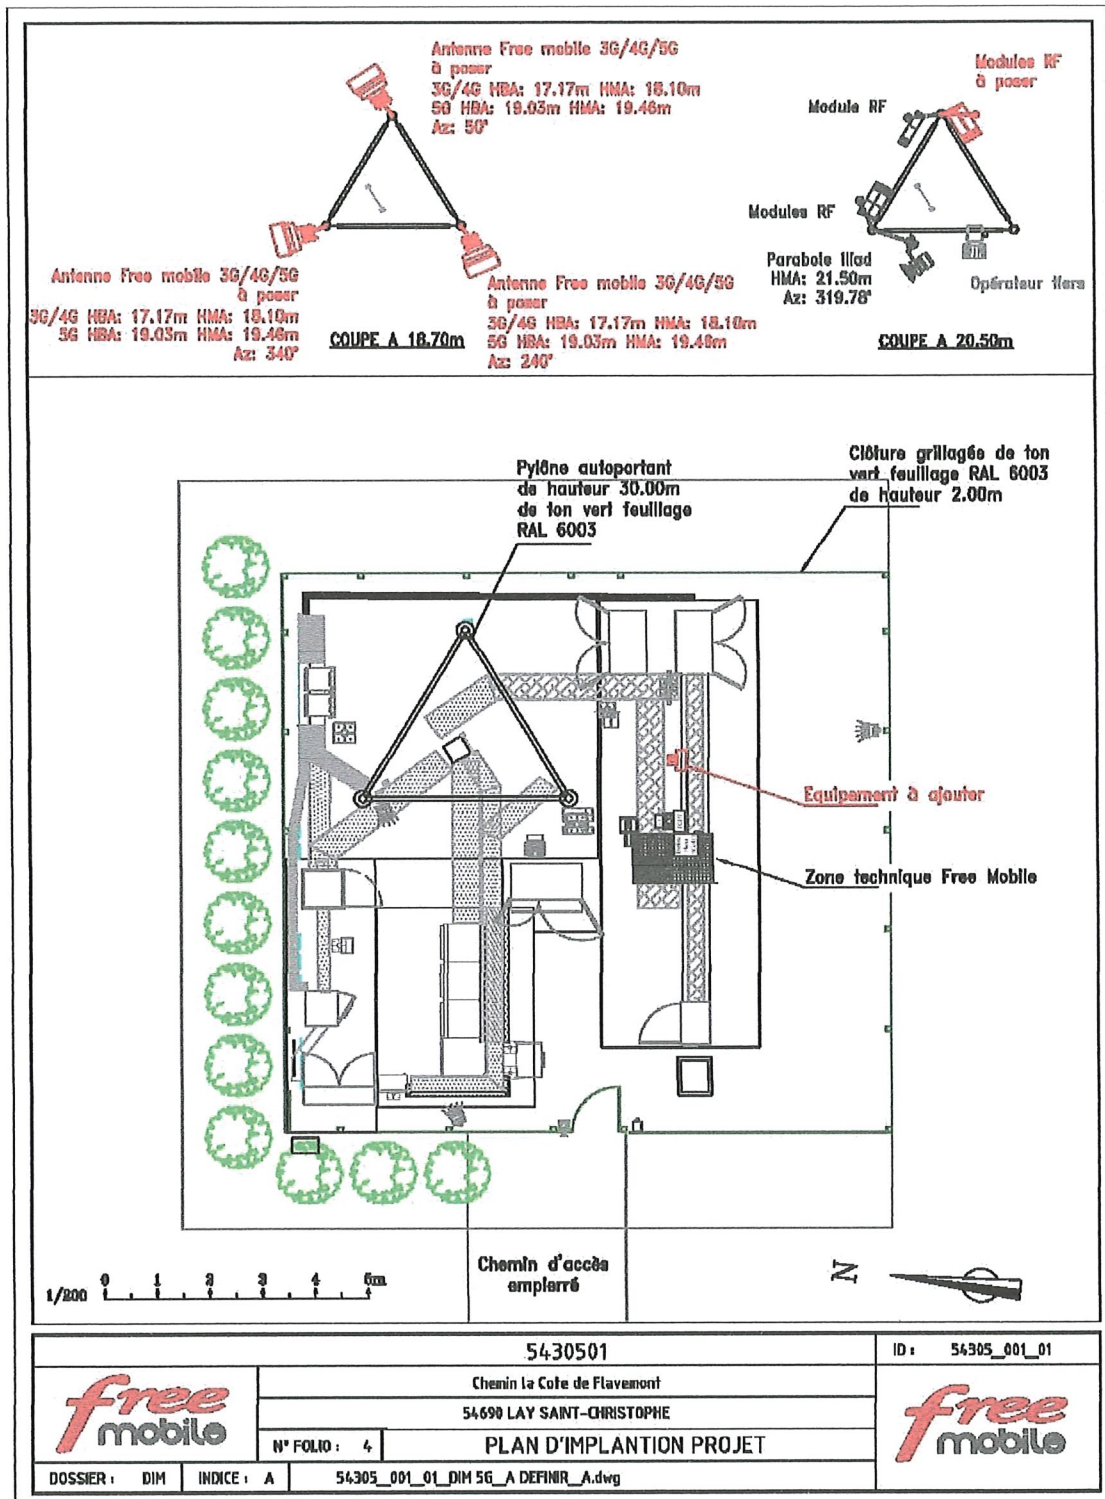 Antenne Free mobile 3G/4G/5G
à poser
3G/4G HBA: 17.17m HMA: 18.10m
5G HBA: 19.03m HMA: 19.46m
Az: 50°
Antenne Free mobile 3G/4G/5G
à poser
3G/4G HBA: 17.17m HMA: 18.10m
5G HBA: 19.03m HMA: 19.46m
Az: 340°
COUPE A 18.70m
Antenne Free mobile 3G/4G/5G
à poser
3G/4G HBA: 17.17m HMA: 18.10m
5G HBA: 19.03m HMA: 19.46m
Az: 240°
Modules RF
à poser
Module RF
Modules RF
Parabole Iliad
HMA: 21.50m
Az: 319.78°
Opérateur tiers
COUPE A 20.50m
Pylône autoportant
de hauteur 30.00m
de ton vert feuillage
RAL 6003
Clôture grillagée de ton
vert feuillage RAL 6003
de hauteur 2.00m
Equipement à ajouter
Zone technique Free Mobile
Chemin d'accès
empierré
1/200
0 1 2 3 4 5m
N
5430501
ID : 54305_001_01
free
mobile
Chemin la Cote de Flavemont
54690 LAY SAINT-CHRISTOPHE
N° FOLIO : 4
PLAN D'IMPLANTION PROJET
free
mobile
DOSSIER : DIM
INDICE : A
54305_001_01_DIM 5G_A DEFINIR_A.dwg